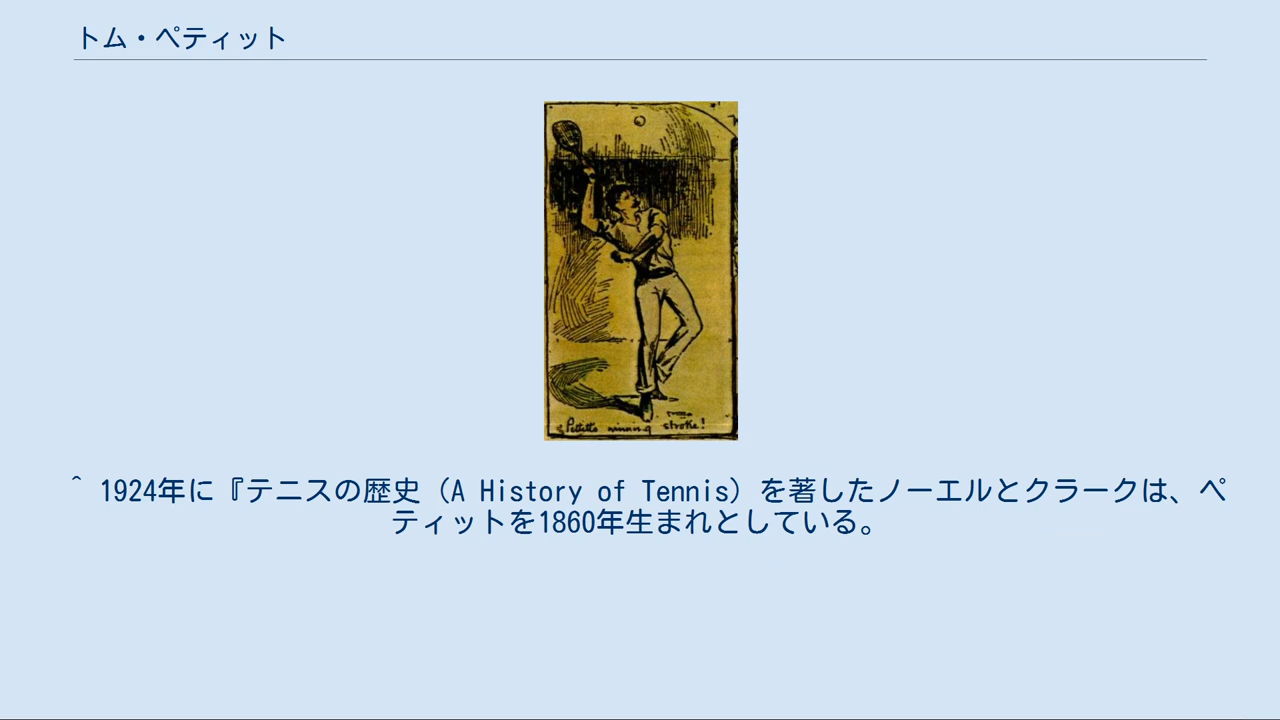 トム・ペティット
Pettitts winning stroke!
^ 1924年に『テニスの歴史（A History of Tennis）を著したノーエルとクラークは、ペ
ティットを1860年生まれとしている。